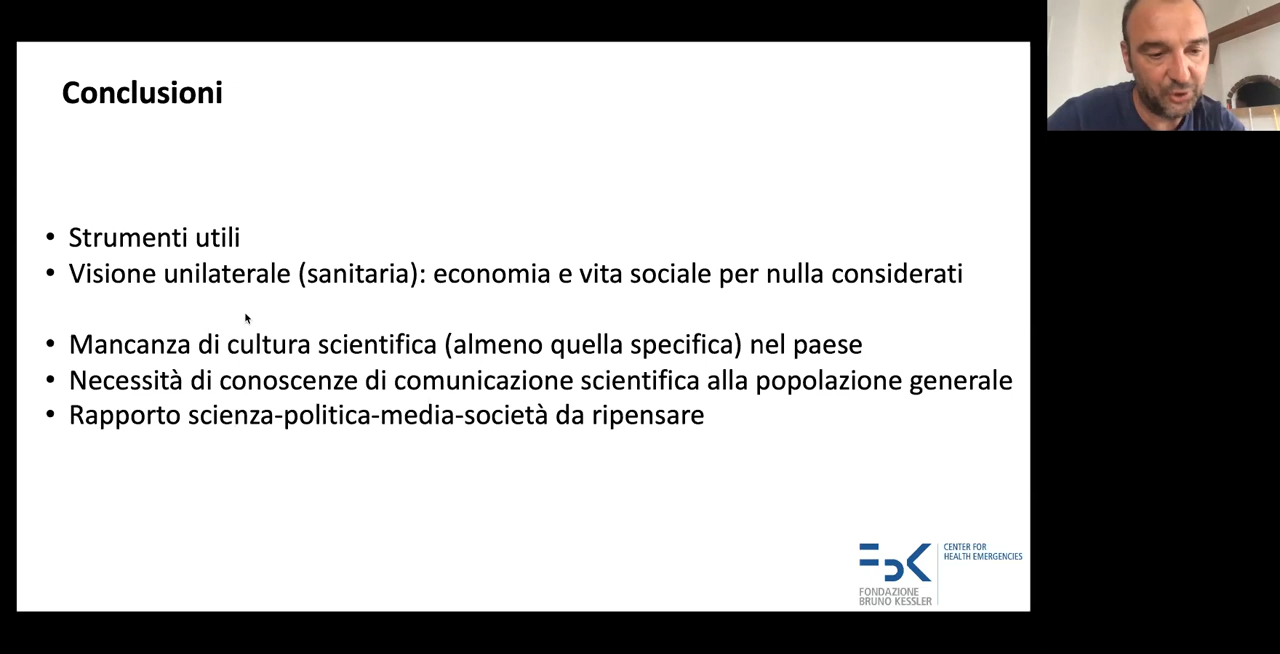 Conclusioni
• Strumenti utili
• Visione unilaterale (sanitaria): economia e vita sociale per nulla considerati
• Mancanza di cultura scientifica (almeno quella specifica) nel paese
• Necessità di conoscenze di comunicazione scientifica alla popolazione generale
• Rapporto scienza-politica-media-società da ripensare
FBK
CENTER FOR
HEALTH EMERGENCIES
FONDAZIONE
BRUNO KESSLER